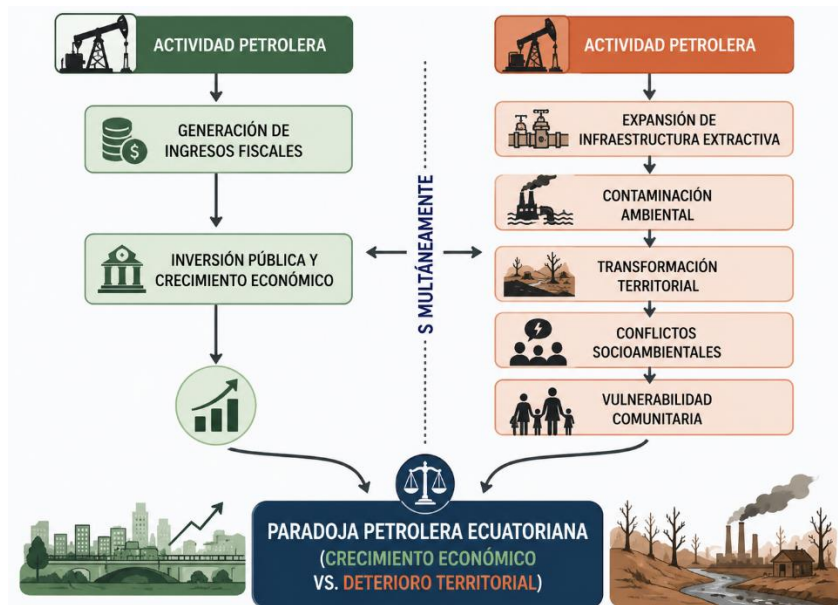 ACTIVIDAD PETROLERA
GENERACIÓN DE
INGRESOS FISCALES
$
INVERSIÓN PÚBLICA Y
CRECIMIENTO ECONÓMICO
S MULTÁNEAMENTE
ACTIVIDAD PETROLERA
EXPANSIÓN DE
INFRAESTRUCTURA EXTRACTIVA
CONTAMINACIÓN
AMBIENTAL
TRANSFORMACIÓN
TERRITORIAL
CONFLICTOS
SOCIOAMBIENTALES
VULNERABILIDAD
COMUNITARIA
PARADOJA PETROLERA ECUATORIANA
(CRECIMIENTO ECONÓMICO
VS. DETERIORO TERRITORIAL)